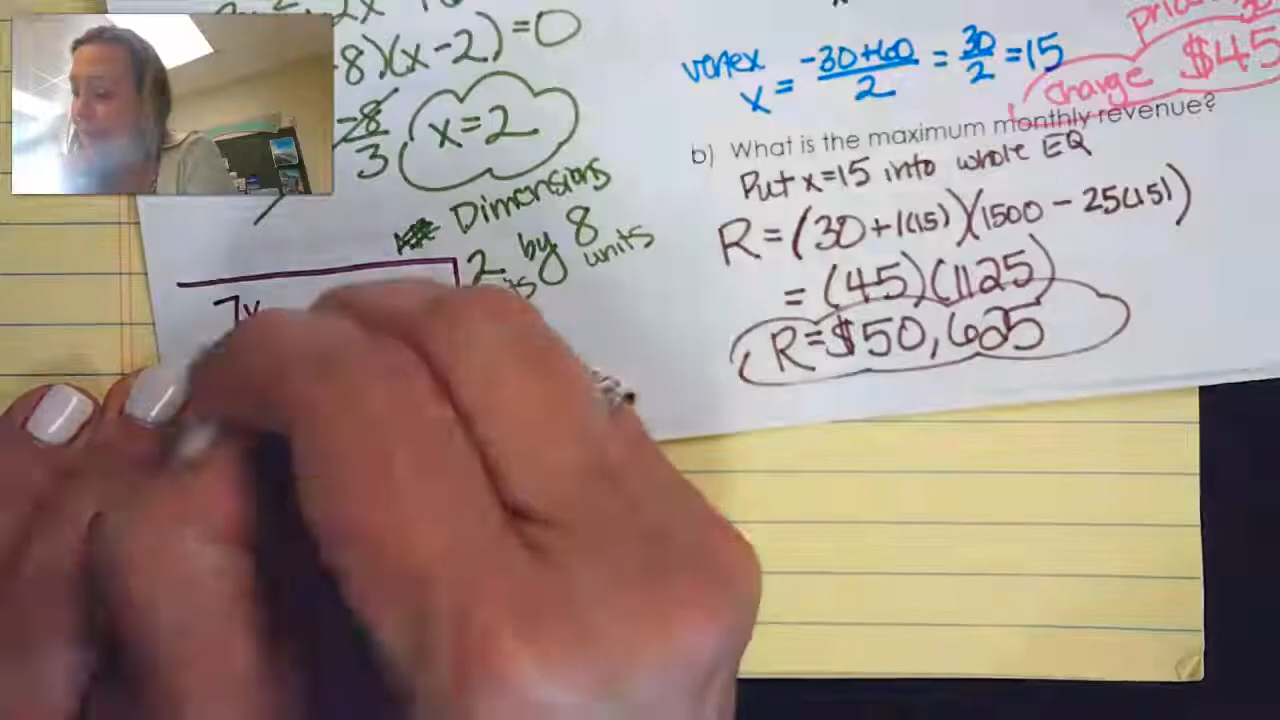 8)(x-2)=0
-8
3
x=2
Dimensions
2 by 8
units
7x
vertex
x = -30+60 / 2 = 30/2 = 15
charge $45
b) What is the maximum monthly revenue?
Put x=15 into whole EQ
R=(30+1(15))(1500-25(15))
=(45)(1125)
R=$50,625